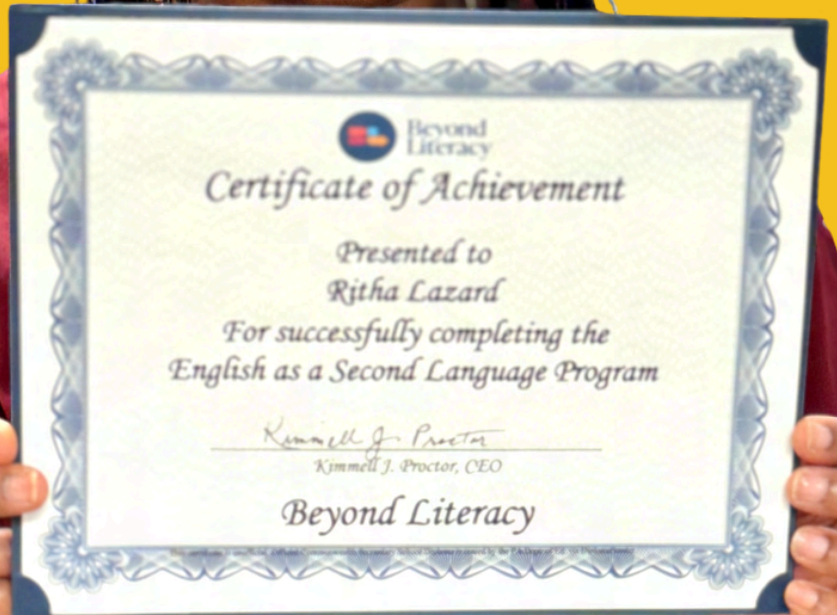 Beyond
Literacy
Certificate of Achievement
Presented to
Ritha Lazard
For successfully completing the
English as a Second Language Program
Kimmell J. Proctor
Kimmell J. Proctor, CEO
Beyond Literacy